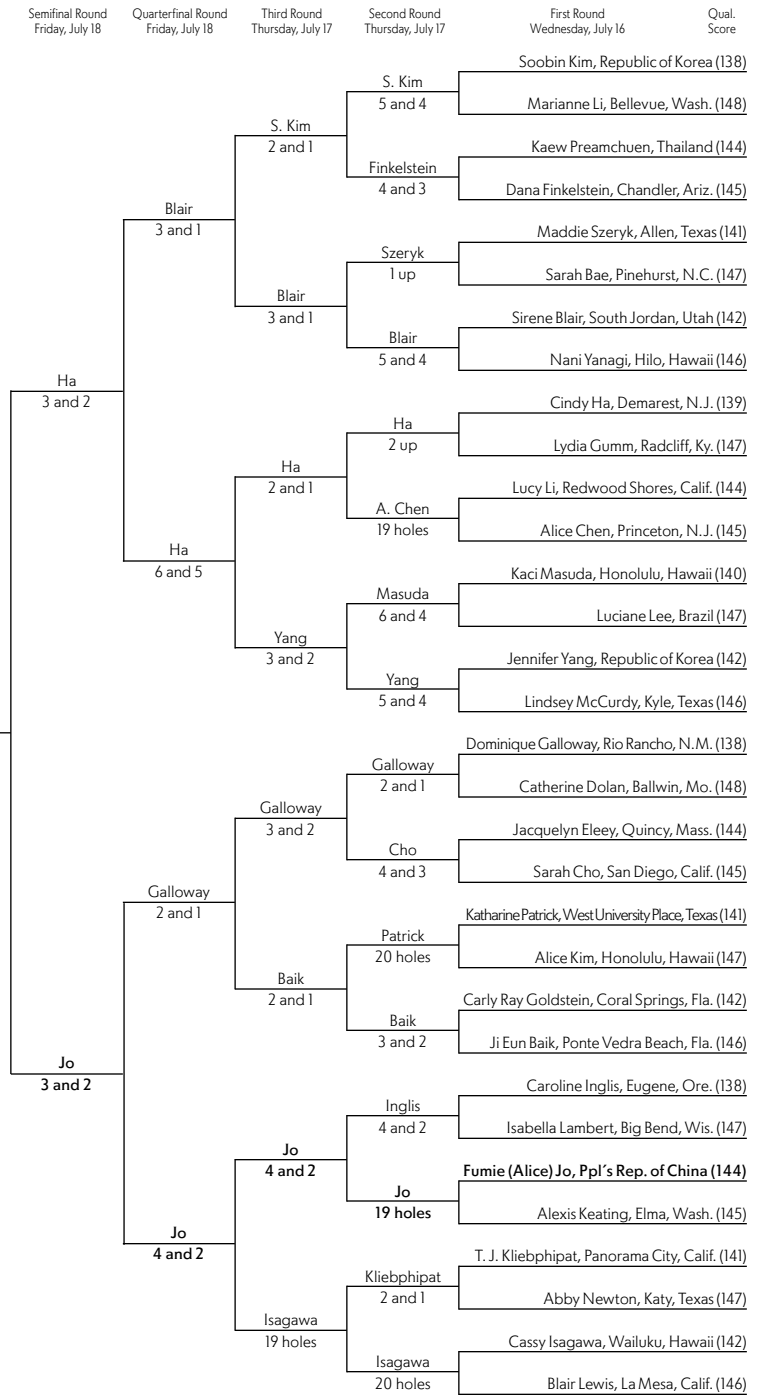 Semifinal Round
Friday, July 18
Quarterfinal Round
Friday, July 18
Third Round
Thursday, July 17
Second Round
Thursday, July 17
First Round
Wednesday, July 16
Qual.
Score
Soobin Kim, Republic of Korea (138)
S. Kim
5 and 4
Marianne Li, Bellevue, Wash. (148)
S. Kim
2 and 1
Kaew Preamchuen, Thailand (144)
Finkelstein
4 and 3
Dana Finkelstein, Chandler, Ariz. (145)
Blair
3 and 1
Maddie Szeryk, Allen, Texas (141)
Szeryk
1 up
Sarah Bae, Pinehurst, N.C. (147)
Blair
3 and 1
Sirene Blair, South Jordan, Utah (142)
Blair
5 and 4
Nani Yanagi, Hilo, Hawaii (146)
Ha
3 and 2
Cindy Ha, Demarest, N.J. (139)
Ha
2 up
Lydia Gumm, Radcliff, Ky. (147)
Ha
2 and 1
Lucy Li, Redwood Shores, Calif. (144)
A. Chen
19 holes
Alice Chen, Princeton, N.J. (145)
Ha
6 and 5
Kaci Masuda, Honolulu, Hawaii (140)
Masuda
6 and 4
Luciane Lee, Brazil (147)
Yang
3 and 2
Jennifer Yang, Republic of Korea (142)
Yang
5 and 4
Lindsey McCurdy, Kyle, Texas (146)
Dominique Galloway, Rio Rancho, N.M. (138)
Galloway
2 and 1
Catherine Dolan, Ballwin, Mo. (148)
Galloway
3 and 2
Jacquelyn Eleey, Quincy, Mass. (144)
Cho
4 and 3
Sarah Cho, San Diego, Calif. (145)
Galloway
2 and 1
Katharine Patrick, West University Place, Texas (141)
Patrick
20 holes
Alice Kim, Honolulu, Hawaii (147)
Baik
2 and 1
Carly Ray Goldstein, Coral Springs, Fla. (142)
Baik
3 and 2
Ji Eun Baik, Ponte Vedra Beach, Fla. (146)
Jo
3 and 2
Caroline Inglis, Eugene, Ore. (138)
Inglis
4 and 2
Isabella Lambert, Big Bend, Wis. (147)
Jo
4 and 2
Fumie (Alice) Jo, Ppl's Rep. of China (144)
Jo
19 holes
Alexis Keating, Elma, Wash. (145)
Jo
4 and 2
T. J. Kliebphipat, Panorama City, Calif. (141)
Kliebphipat
2 and 1
Abby Newton, Katy, Texas (147)
Isagawa
19 holes
Cassy Isagawa, Wailuku, Hawaii (142)
Isagawa
20 holes
Blair Lewis, La Mesa, Calif. (146)